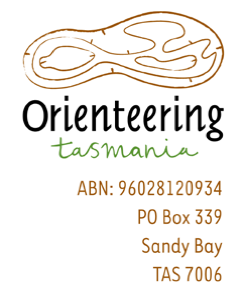 Orienteering
tasmania
ABN: 96028120934
PO Box 339
Sandy Bay
TAS 7006